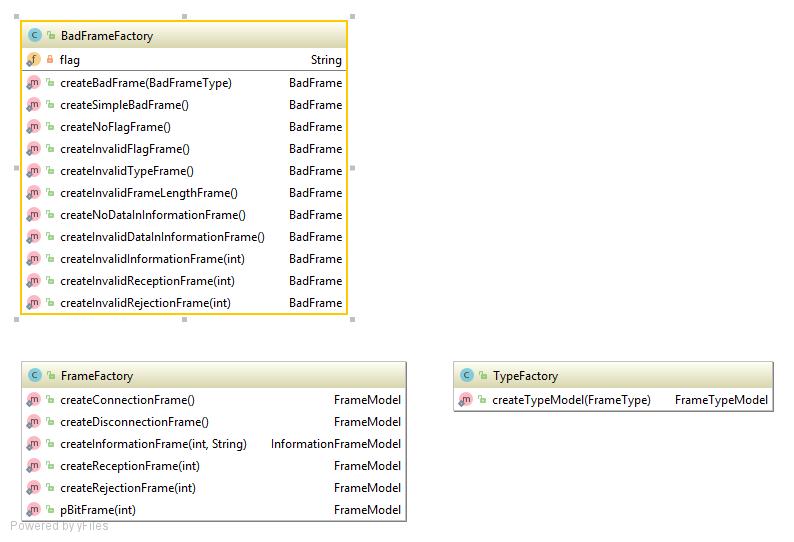 BadFrameFactory
flag String
createBadFrame(BadFrameType) BadFrame
createSimpleBadFrame() BadFrame
createNoFlagFrame() BadFrame
createInvalidFlagFrame() BadFrame
createInvalidTypeFrame() BadFrame
createInvalidFrameLengthFrame() BadFrame
createNoDataInInformationFrame() BadFrame
createInvalidDataInInformationFrame() BadFrame
createInvalidInformationFrame(int) BadFrame
createInvalidReceptionFrame(int) BadFrame
createInvalidRejectionFrame(int) BadFrame
FrameFactory
createConnectionFrame() FrameModel
createDisconnectionFrame() FrameModel
createInformationFrame(int, String) InformationFrameModel
createReceptionFrame(int) FrameModel
createRejectionFrame(int) FrameModel
pBitFrame(int) FrameModel
TypeFactory
createTypeModel(FrameType) FrameTypeModel
Powered by yFiles